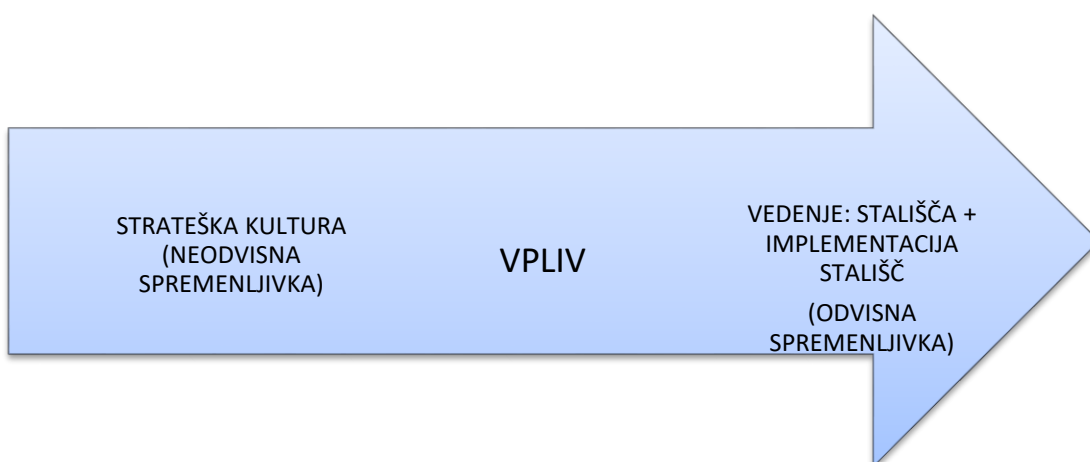 STRATEŠKA KULTURA
(NEODVISNA
SPREMENLJIVKA)
VPLIV
VEDENJE: STALIŠČA +
IMPLEMENTACIJA
STALIŠČ
(ODVISNA
SPREMENLJIVKA)